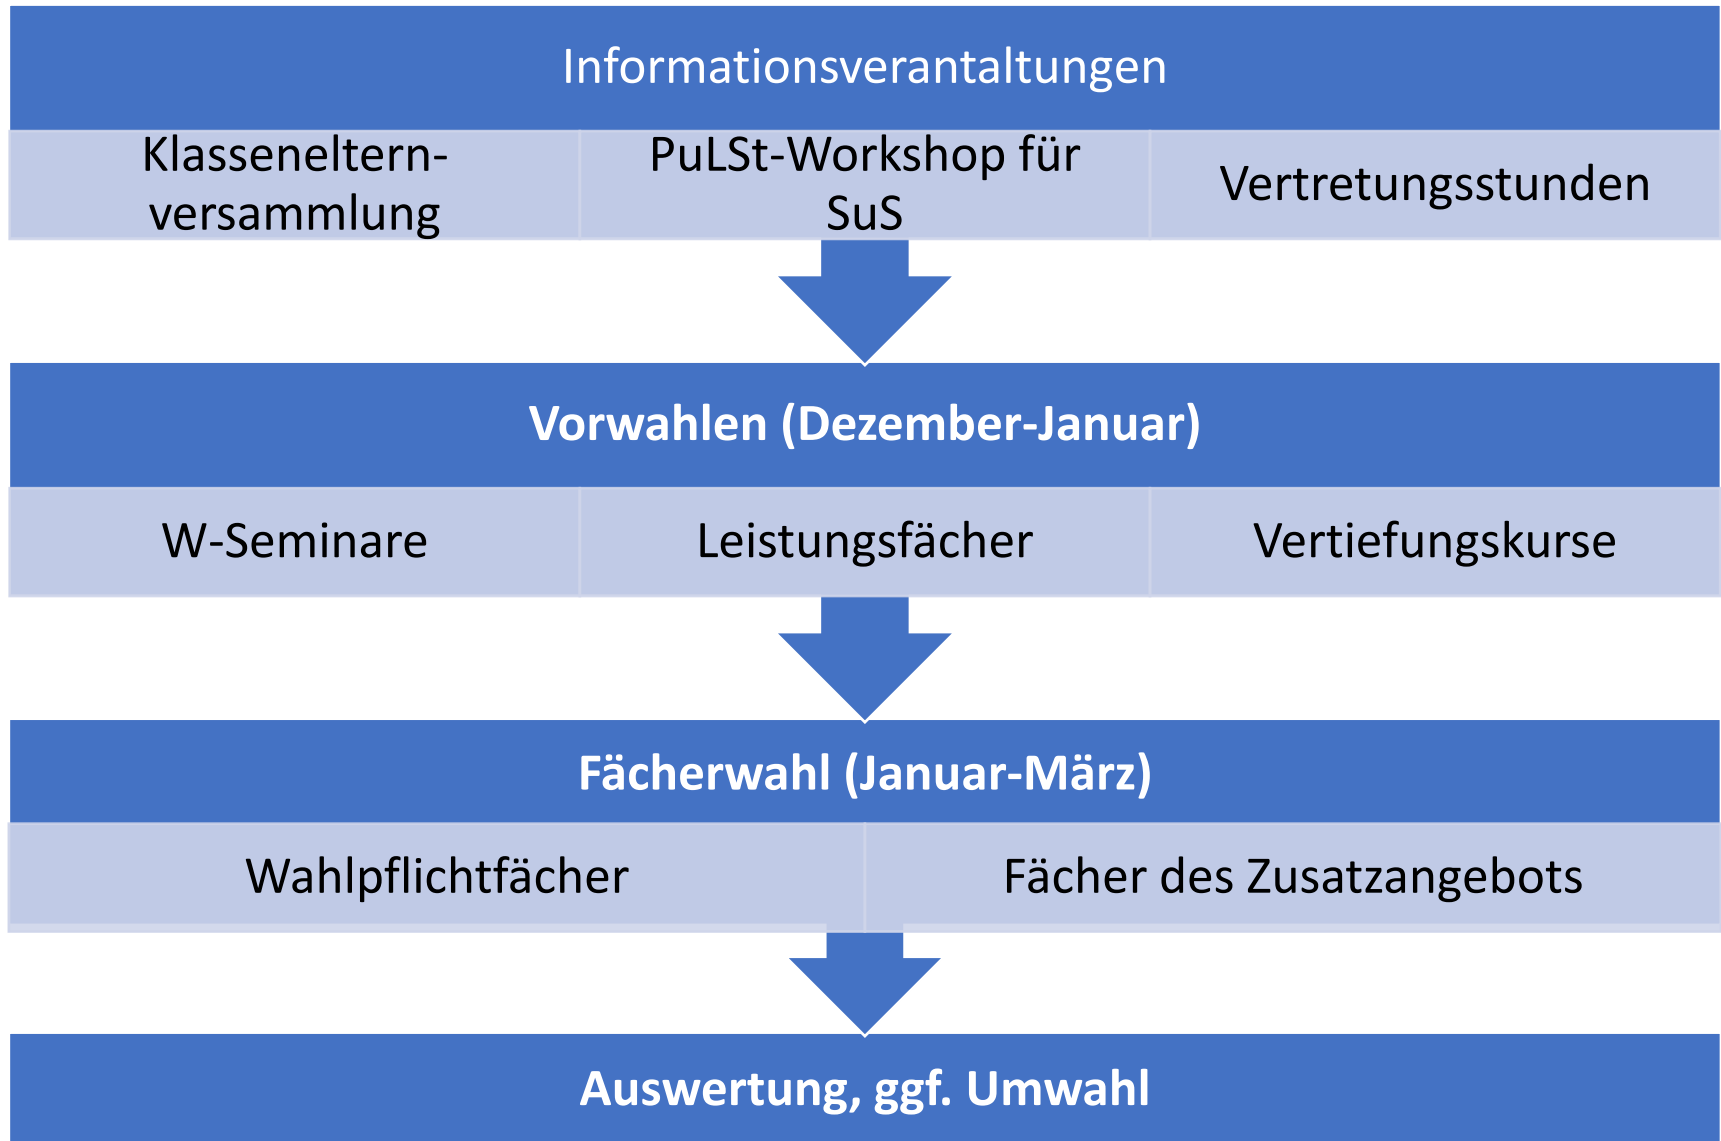 Informationsverantaltungen
Klasseneltern-
versammlung
PuLSt-Workshop für
SuS
Vertretungsstunden
Vorwahlen (Dezember-Januar)
W-Seminare
Leistungsfächer
Vertiefungskurse
Fächerwahl (Januar-März)
Wahlpflichtfächer
Fächer des Zusatzangebots
Auswertung, ggf. Umwahl